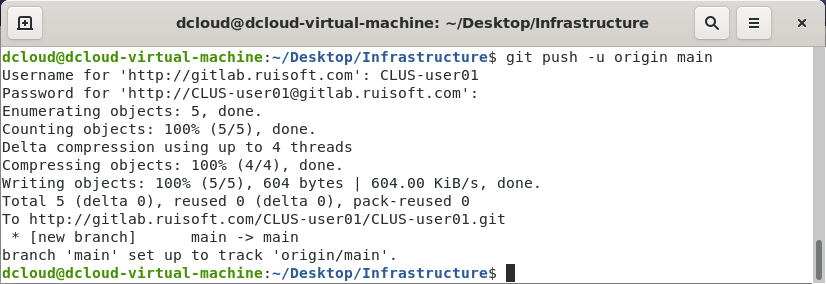 dcloud@dcloud-virtual-machine: ~/Desktop/Infrastructure
dcloud@dcloud-virtual-machine:~/Desktop/Infrastructure$ git push -u origin main
Username for 'http://gitlab.ruisoft.com': CLUS-user01
Password for 'http://CLUS-user01@gitlab.ruisoft.com':
Enumerating objects: 5, done.
Counting objects: 100% (5/5), done.
Delta compression using up to 4 threads
Compressing objects: 100% (4/4), done.
Writing objects: 100% (5/5), 604 bytes | 604.00 KiB/s, done.
Total 5 (delta 0), reused 0 (delta 0), pack-reused 0
To http://gitlab.ruisoft.com/CLUS-user01/CLUS-user01.git
 * [new branch]      main -> main
branch 'main' set up to track 'origin/main'.
dcloud@dcloud-virtual-machine:~/Desktop/Infrastructure$